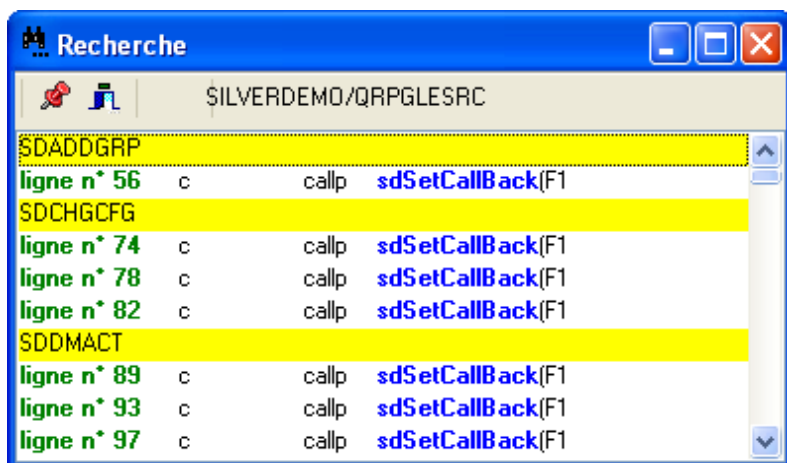 Recherche
SILVERDEMO/QRPGLESRC
SDADDGRP
ligne n° 56 c callp sdSetCallBack(F1
SDCHGCFG
ligne n° 74 c callp sdSetCallBack(F1
ligne n° 78 c callp sdSetCallBack(F1
ligne n° 82 c callp sdSetCallBack(F1
SDDMACT
ligne n° 89 c callp sdSetCallBack(F1
ligne n° 93 c callp sdSetCallBack(F1
ligne n° 97 c callp sdSetCallBack(F1